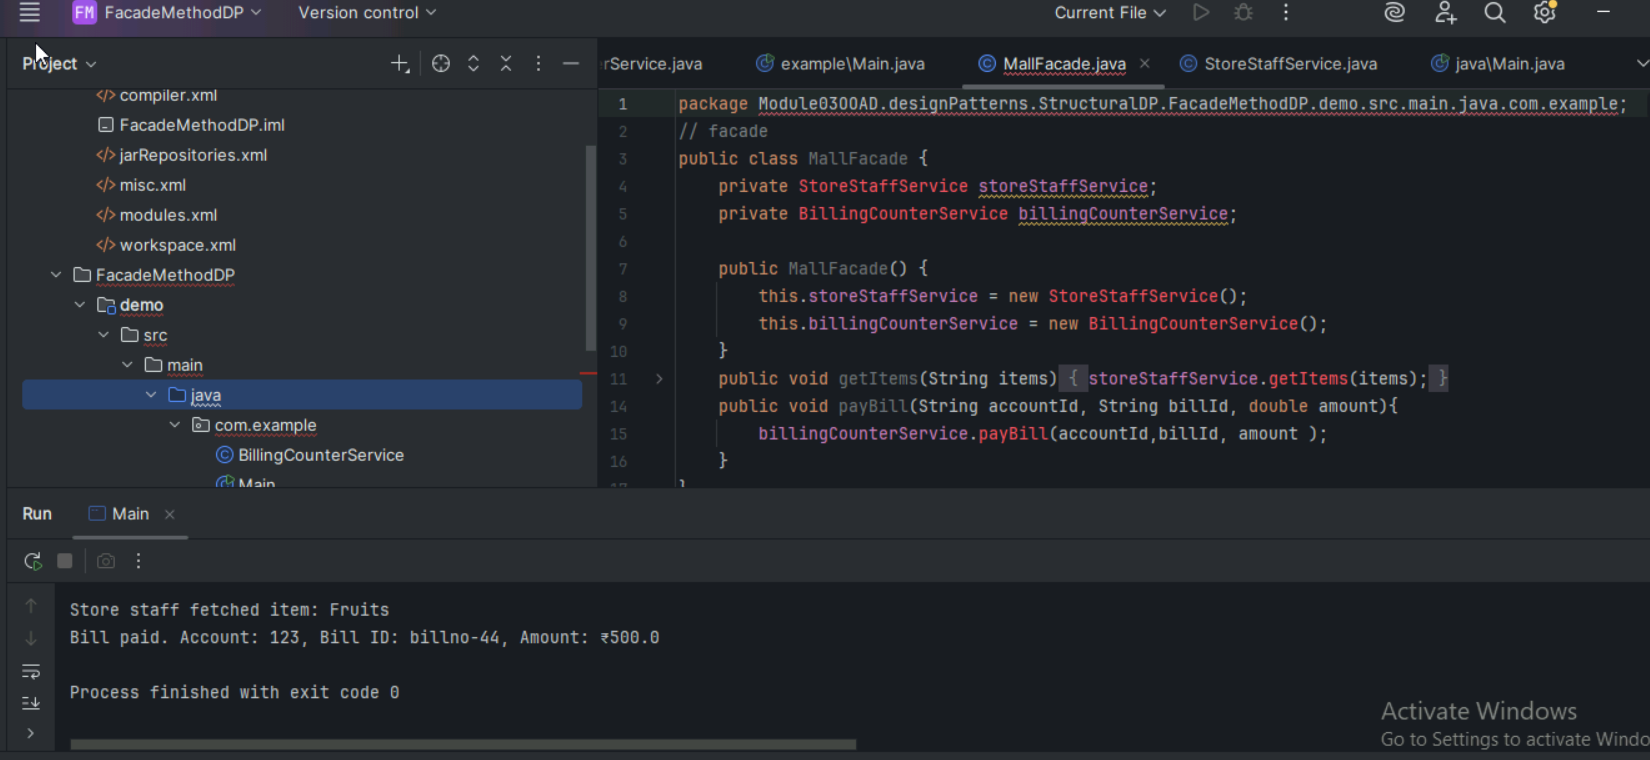 FM FacadeMethodDP Version control Current File
Project
rService.java example\Main.java MallFacade.java StoreStaffService.java java\Main.java
compiler.xml
FacadeMethodDP.iml
jarRepositories.xml
misc.xml
modules.xml
workspace.xml
FacadeMethodDP
demo
src
main
java
com.example
BillingCounterService
Main
1 package Module03OOAD.designPatterns.StructuralDP.FacadeMethodDP.demo.src.main.java.com.example;
2 // facade
3 public class MallFacade {
4 private StoreStaffService storeStaffService;
5 private BillingCounterService billingCounterService;
6
7 public MallFacade() {
8 this.storeStaffService = new StoreStaffService();
9 this.billingCounterService = new BillingCounterService();
10 }
11 public void getItems(String items) { storeStaffService.getItems(items); }
14 public void payBill(String accountId, String billId, double amount){
15 billingCounterService.payBill(accountId,billId, amount );
16 }
17 }
Run Main
Store staff fetched item: Fruits
Bill paid. Account: 123, Bill ID: billno-44, Amount: ₹500.0
Process finished with exit code 0
Activate Windows
Go to Settings to activate Windo